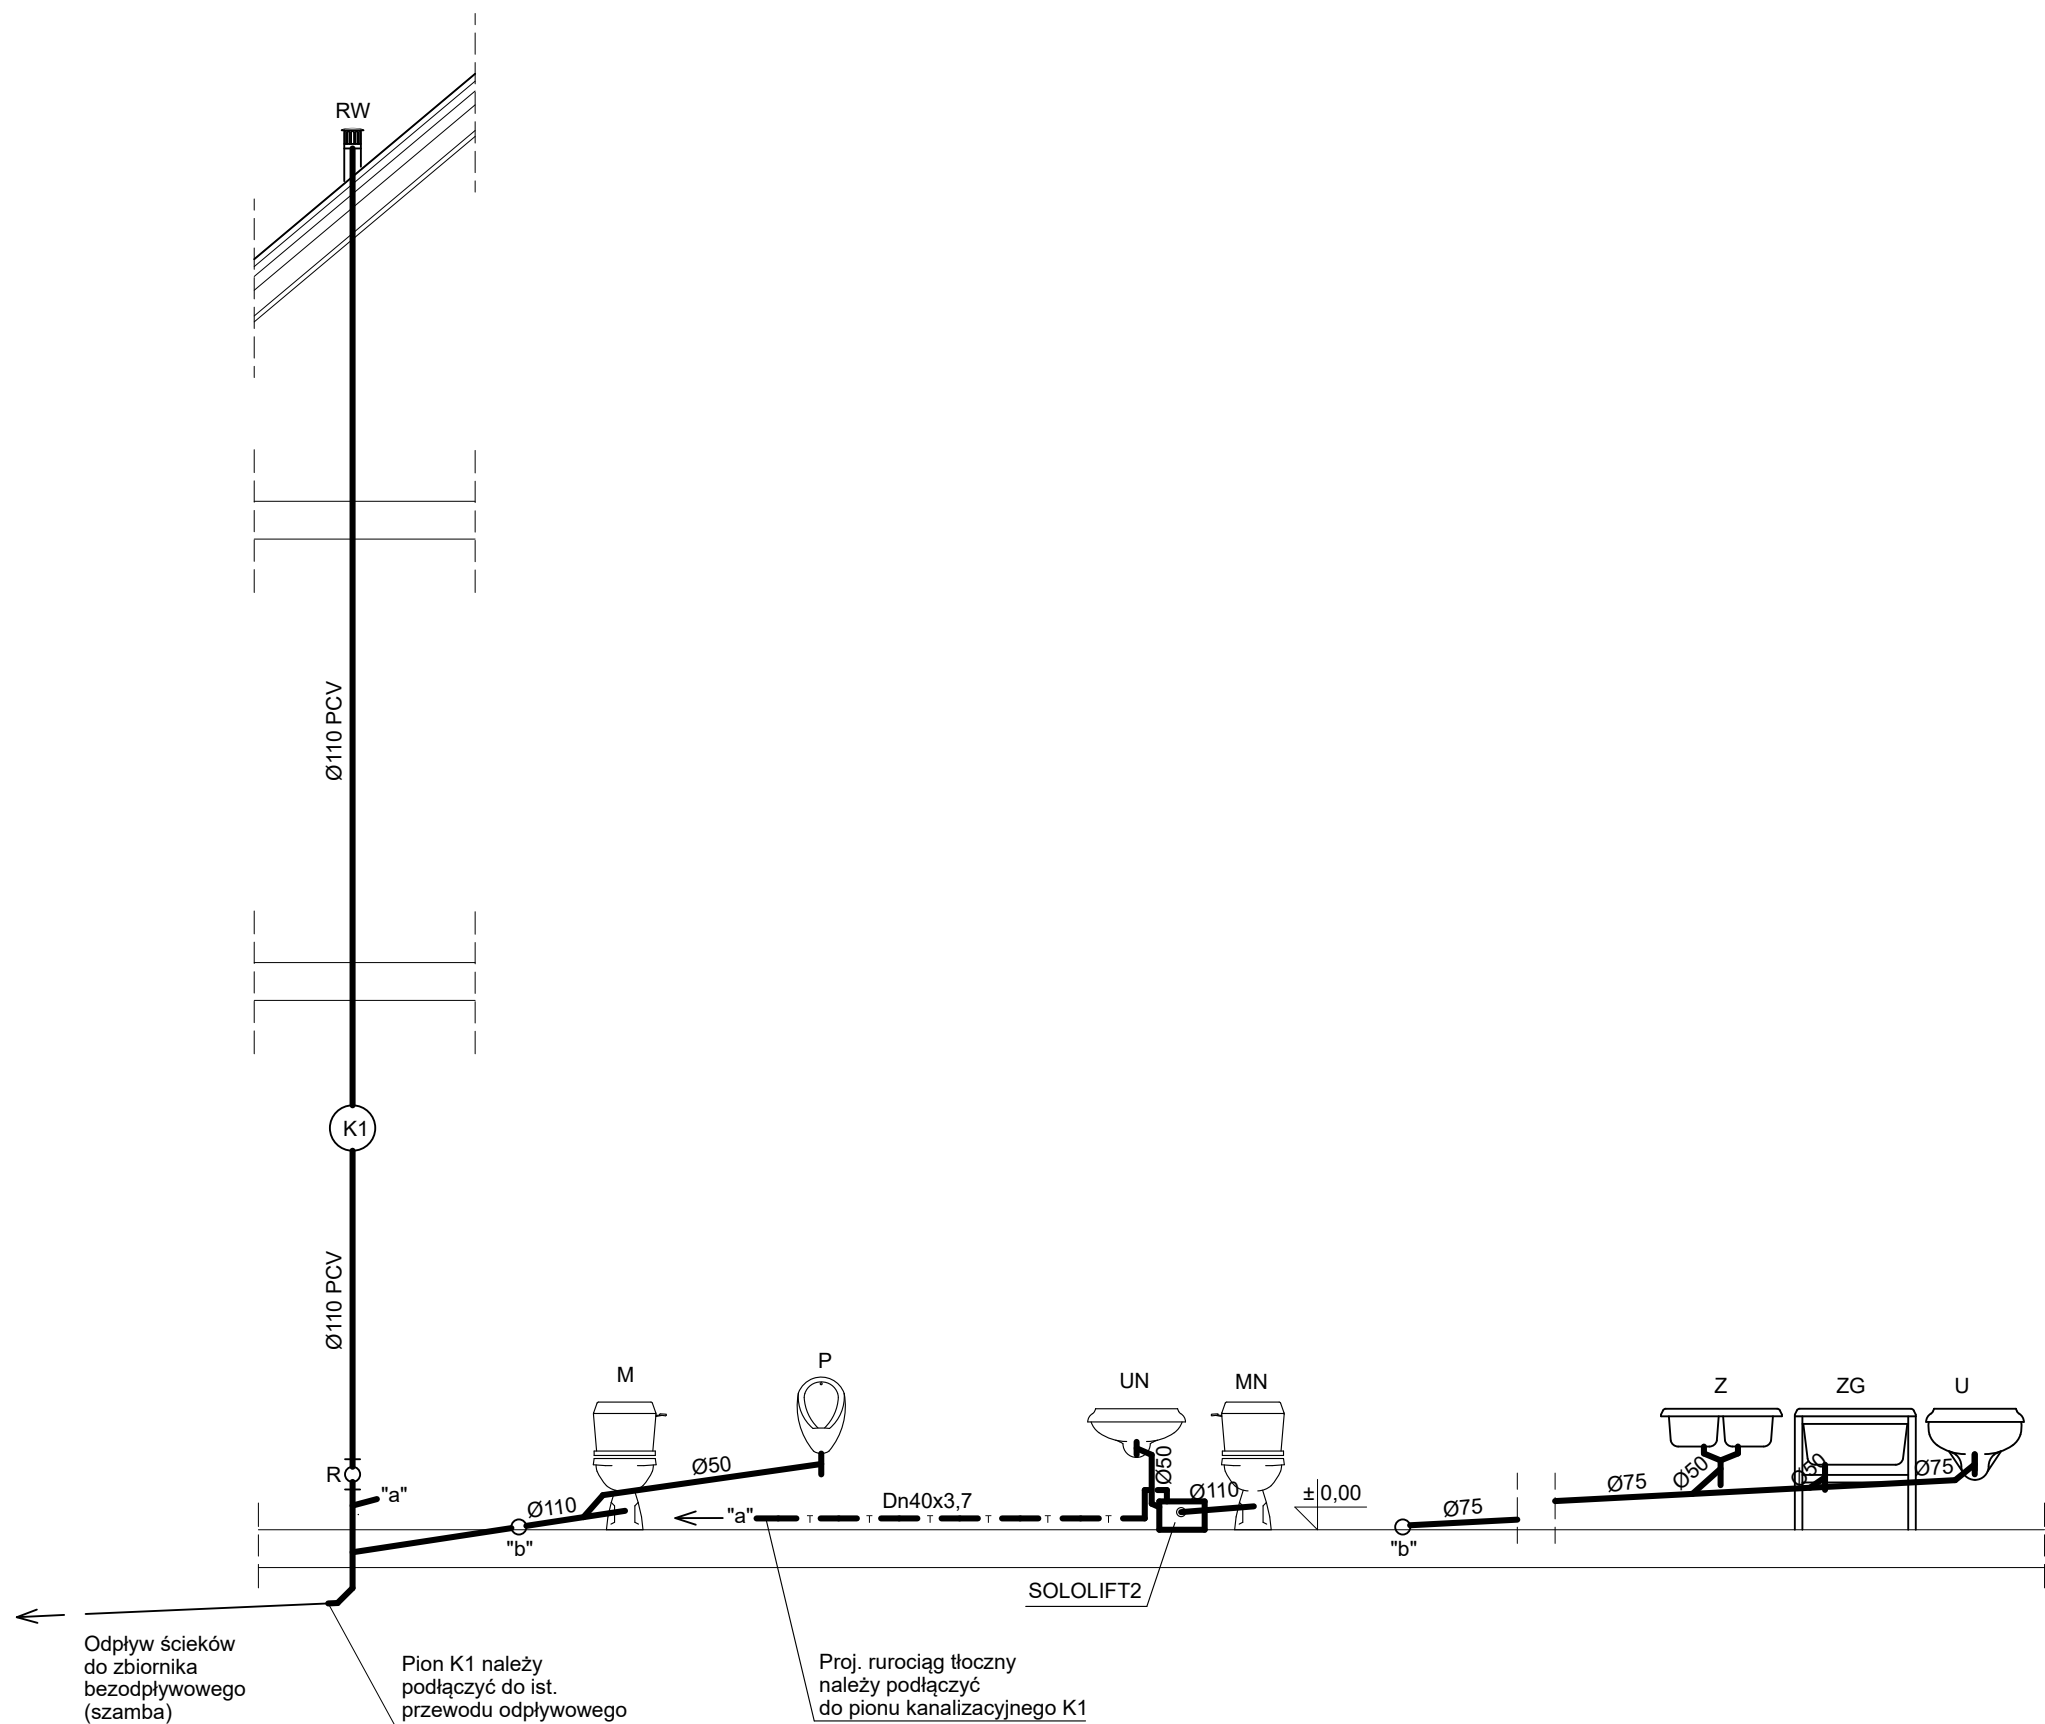 RW
Ø110 PCV
K1
Ø110 PCV
M
P
UN
MN
Z
ZG
U
R
"a"
Ø50
Ø110
"b"
"a"
Dn40x3,7
Ø50
Ø110
± 0,00
Ø75
"b"
Ø75
Ø50
Ø50
Ø75
T T T T T T
SOLOLIFT2
Odpływ ścieków
do zbiornika
bezodpływowego
(szamba)
Pion K1 należy
podłączyć do ist.
przewodu odpływowego
Proj. rurociąg tłoczny
należy podłączyć
do pionu kanalizacyjnego K1